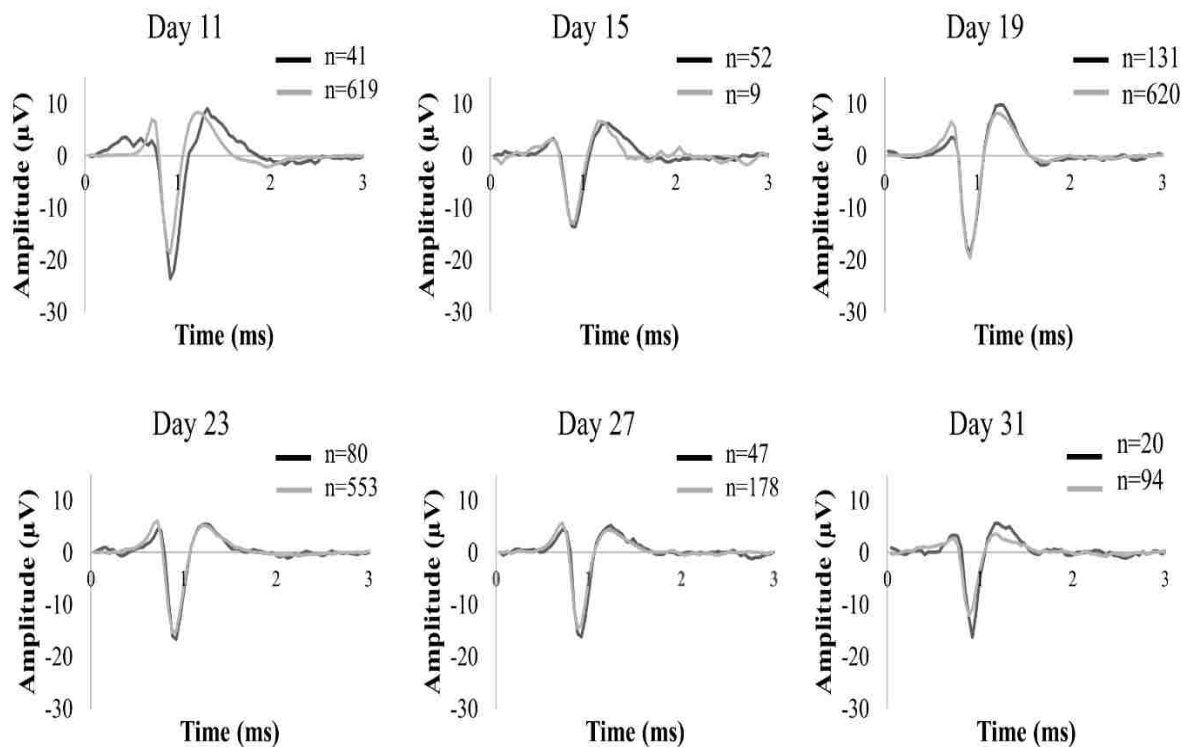 Day 11
n=41
n=619
Amplitude (µV)
10
0
-10
-20
-30
0 1 2 3
Time (ms)
Day 15
n=52
n=9
Amplitude (µV)
10
0
-10
-20
-30
0 1 2 3
Time (ms)
Day 19
n=131
n=620
Amplitude (µV)
10
0
-10
-20
-30
0 1 2 3
Time (ms)
Day 23
n=80
n=553
Amplitude (µV)
10
0
-10
-20
-30
0 1 2 3
Time (ms)
Day 27
n=47
n=178
Amplitude (µV)
10
0
-10
-20
-30
0 1 2 3
Time (ms)
Day 31
n=20
n=94
Amplitude (µV)
10
0
-10
-20
-30
0 1 2 3
Time (ms)